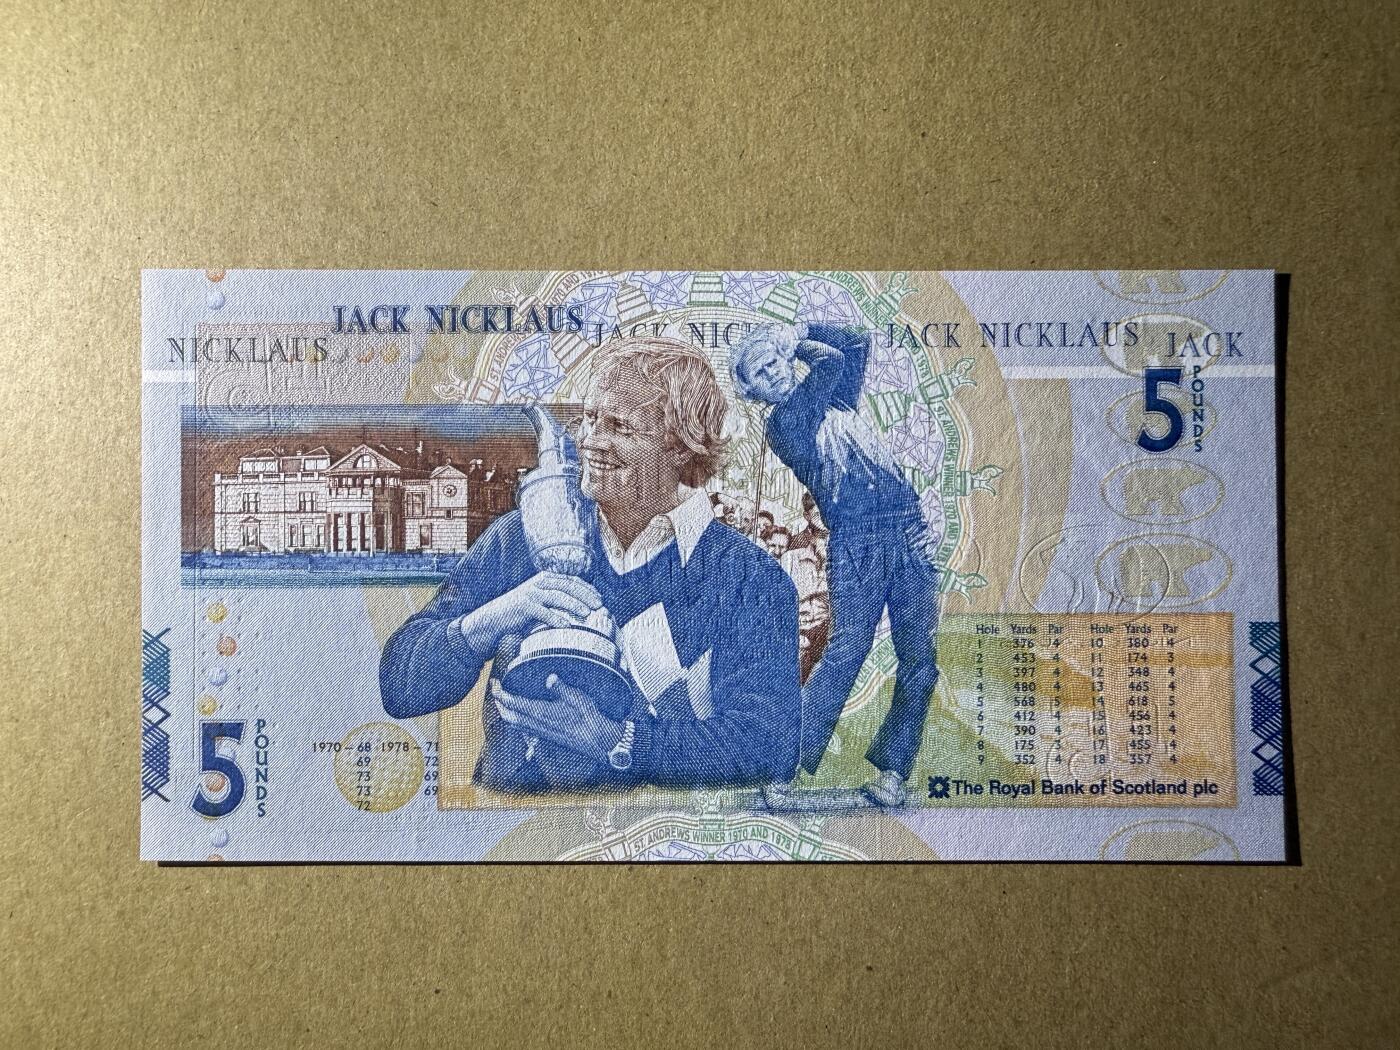 JACK NICKLAUS
NICKLAUS
JACK NICKLAUS
JACK NICKLAUS
JACK
5 POUNDS
5 POUNDS
1970 – 68 1978 – 71
69 72
73 69
73 69
72
Hole Yards Par Hole Yards Par
1 376 4 10 380 4
2 453 4 11 174 3
3 397 4 12 348 4
4 480 4 13 465 4
5 568 5 14 618 5
6 412 4 15 456 4
7 390 4 16 423 4
8 175 3 17 455 4
9 352 4 18 357 4
The Royal Bank of Scotland plc
ST. ANDREWS WINNER 1970 AND 1978